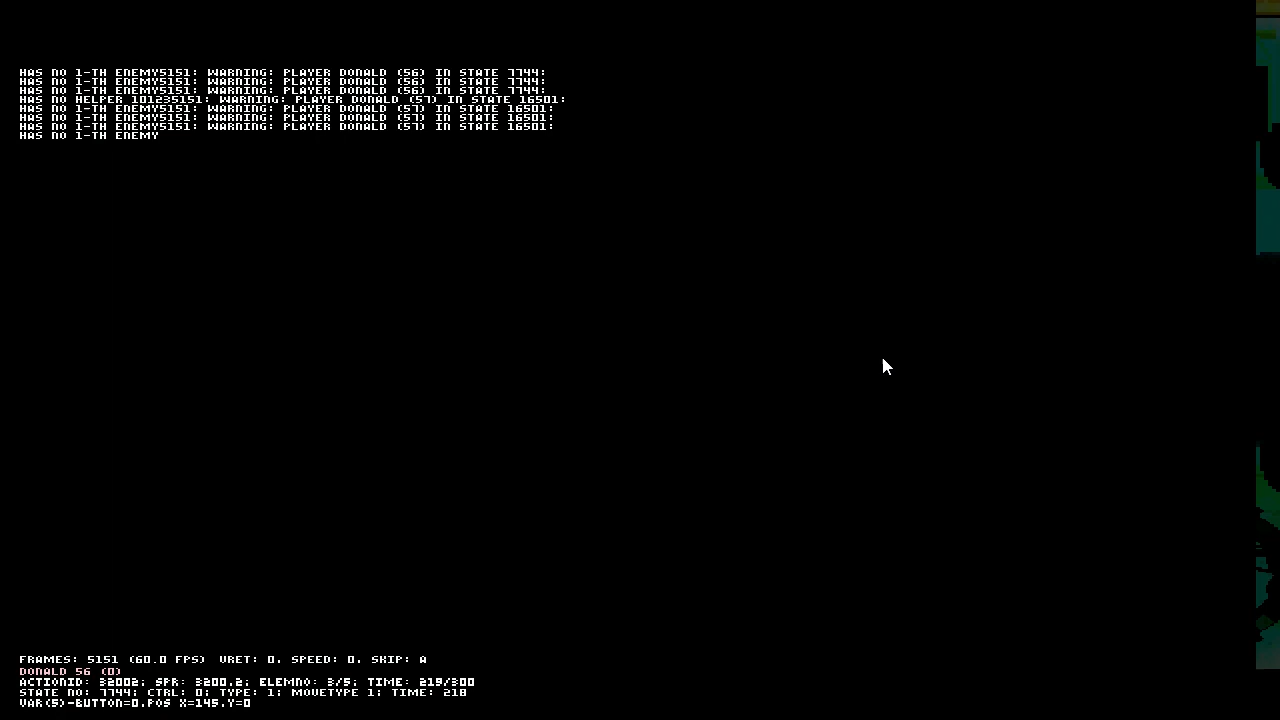 HAS NO 1-TH ENEMY5151: WARNING: PLAYER DONALD (56) IN STATE 7744:
HAS NO 1-TH ENEMY5151: WARNING: PLAYER DONALD (56) IN STATE 7744:
HAS NO 1-TH ENEMY5151: WARNING: PLAYER DONALD (56) IN STATE 7744:
HAS NO HELPER 101235151: WARNING: PLAYER DONALD (57) IN STATE 16501:
HAS NO 1-TH ENEMY5151: WARNING: PLAYER DONALD (57) IN STATE 16501:
HAS NO 1-TH ENEMY5151: WARNING: PLAYER DONALD (57) IN STATE 16501:
HAS NO 1-TH ENEMY5151: WARNING: PLAYER DONALD (57) IN STATE 16501:
HAS NO 1-TH ENEMY
FRAMES: 5151 (60.0 FPS) VRET: 0. SPEED: 0. SKIP: A
DONALD 56 (0)
ACTIONID: 32002; SPR: 3200,2; ELEMNO: 3/5; TIME: 219/300
STATE NO: 7744; CTRL: 0; TYPE: 1; MOVETYPE 1; TIME: 218
VAR(5)-BUTTON=0,POS X=145,Y=0